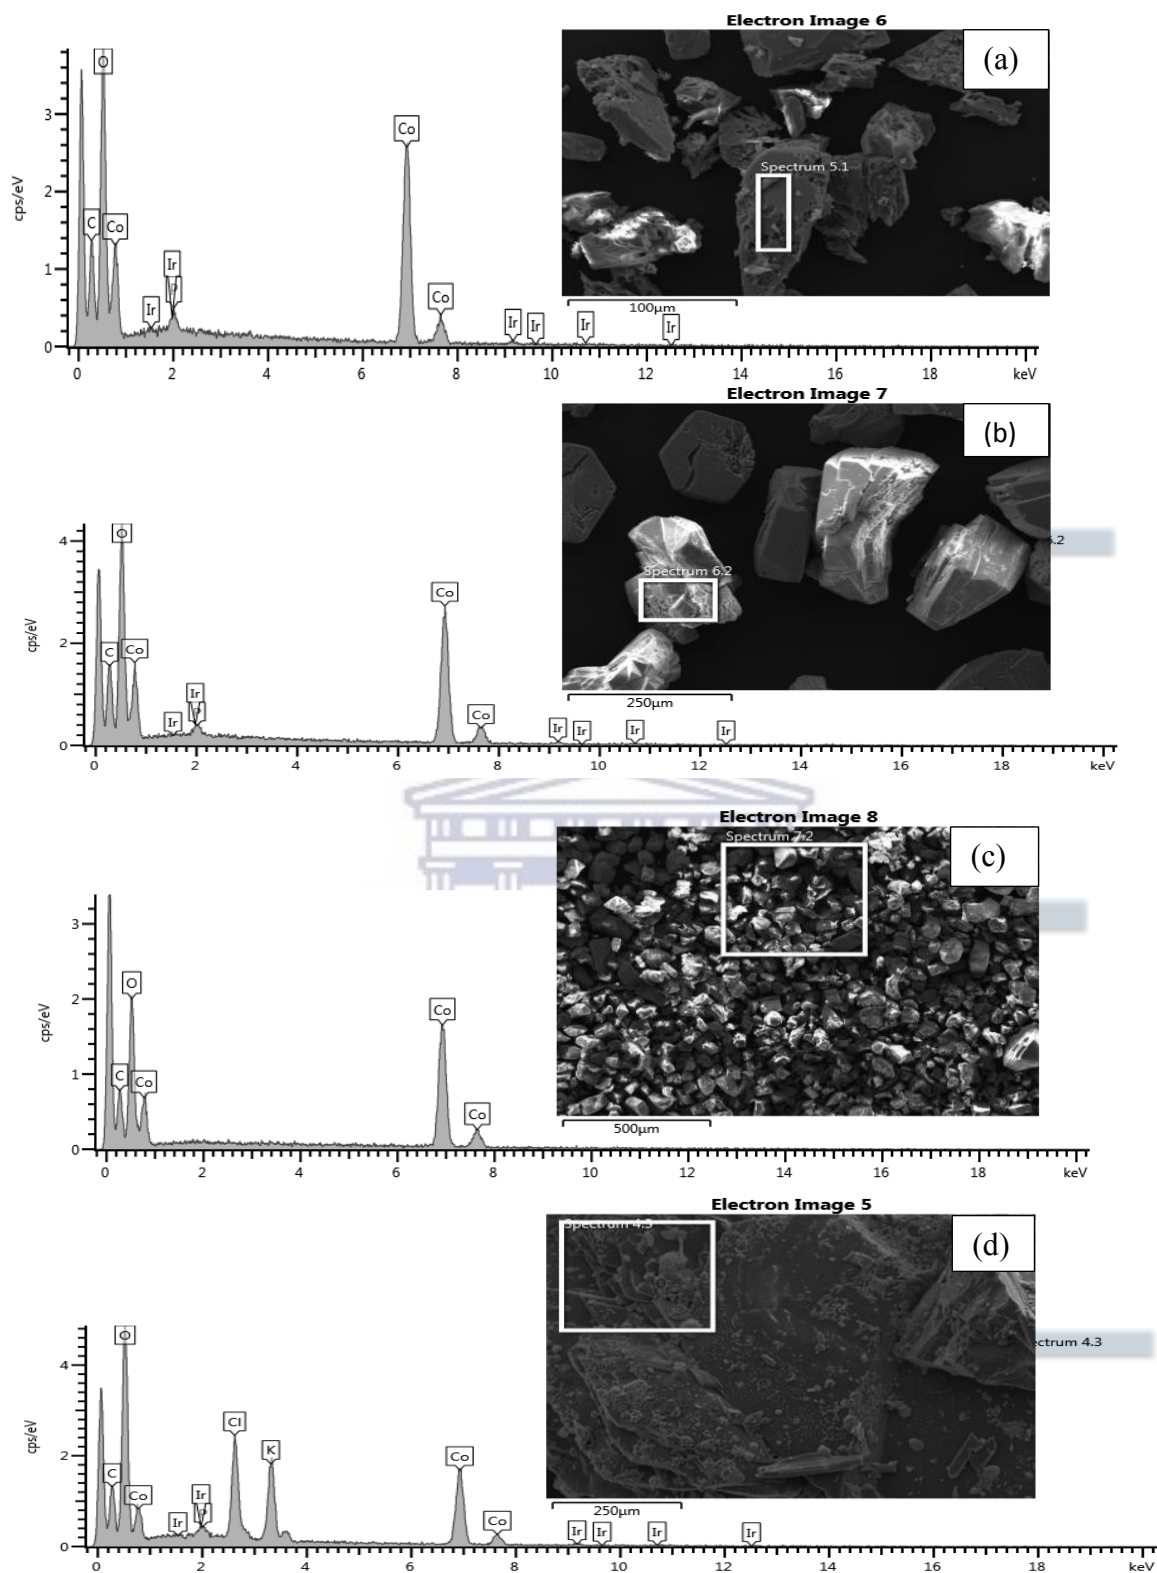 Electron Image 6
(a)
Spectrum 5.1
100µm
cps/eV
3
2
1
0
O
C
Co
Ir
Ir
P
Co
Co
Ir
Ir
Ir
Ir
0 2 4 6 8 10 12 14 16 18 keV
Electron Image 7
(b)
Spectrum 6.2
6.2
250µm
cps/eV
4
2
0
O
C
Co
Ir
Ir
P
Co
Co
Ir
Ir
Ir
Ir
0 2 4 6 8 10 12 14 16 18 keV
Electron Image 8
(c)
Spectrum 7.2
500µm
cps/eV
3
2
1
0
O
C
Co
Co
Co
0 2 4 6 8 10 12 14 16 18 keV
Electron Image 5
(d)
Spectrum 4.3
ectrum 4.3
250µm
cps/eV
4
2
0
O
C
Co
Ir
Ir
P
Cl
K
Co
Co
Ir
Ir
Ir
Ir
0 2 4 6 8 10 12 14 16 18 keV